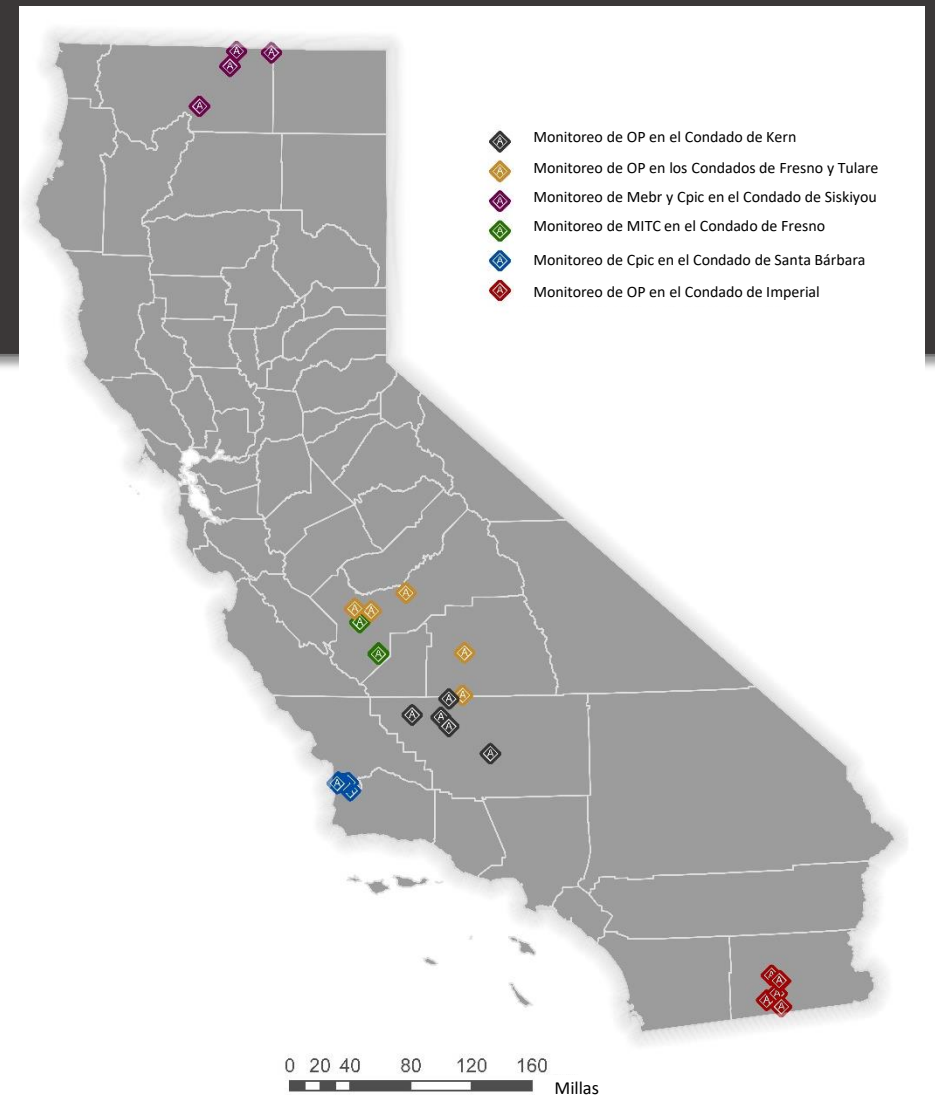 Monitoreo de OP en el Condado de Kern
Monitoreo de OP en los Condados de Fresno y Tulare
Monitoreo de Mebr y Cpic en el Condado de Siskiyou
Monitoreo de MITC en el Condado de Fresno
Monitoreo de Cpic en el Condado de Santa Bárbara
Monitoreo de OP en el Condado de Imperial
0 20 40 80 120 160
Millas